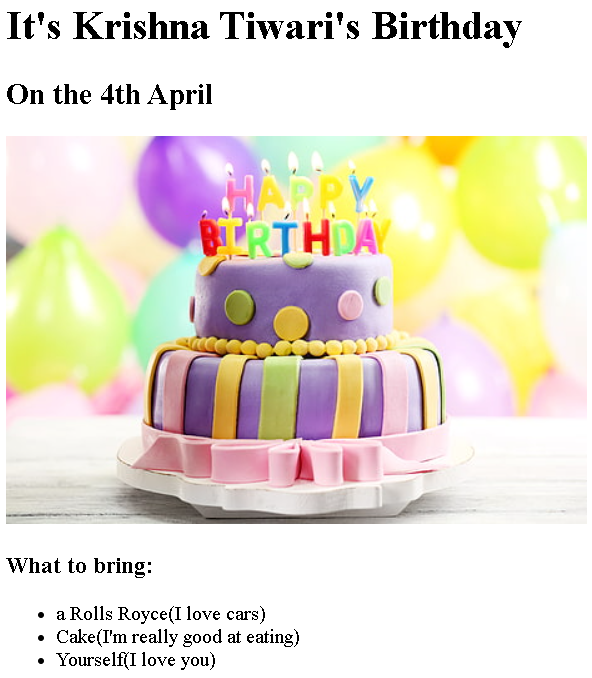 It's Krishna Tiwari's Birthday
On the 4th April
HAPPY
BIRTHDAY
What to bring:
a Rolls Royce(I love cars)
Cake(I'm really good at eating)
Yourself(I love you)